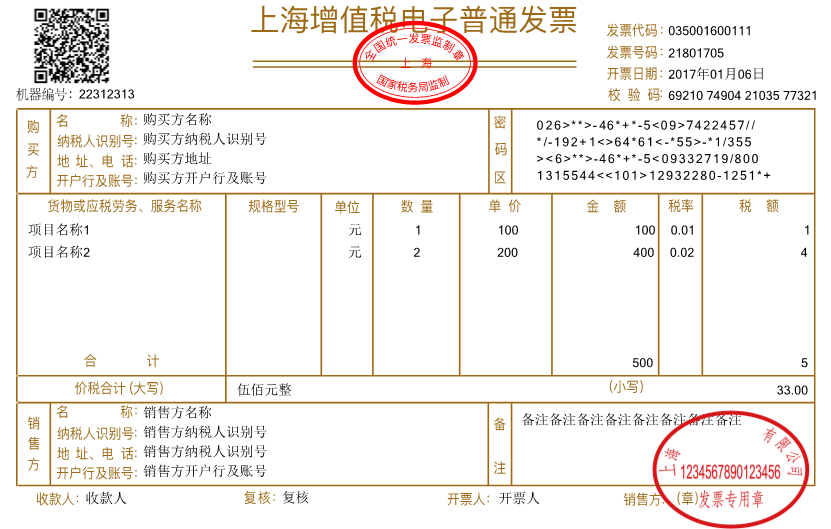 上海增值税电子普通发票
全国统一发票监制章
上海
国家税务局监制
发票代码: 035001600111
发票号码: 21801705
开票日期: 2017年01月06日
机器编号: 22312313
校 验 码: 69210 74904 21035 77321
购买方
名 称: 购买方名称
纳税人识别号: 购买方纳税人识别号
地 址、电 话: 购买方地址
开户行及账号: 购买方开户行及账号
密码区
026>**>-46*+*-5<09>7422457//
*/-192+1<>64*61<-*55>-*1/355
><6>**>-46*+*-5<09332719/800
1315544<<101>12932280-1251*+
货物或应税劳务、服务名称 规格型号 单位 数 量 单 价 金 额 税率 税 额
项目名称1 元 1 100 100 0.01 1
项目名称2 元 2 200 400 0.02 4
合 计 500 5
价税合计(大写) 伍佰元整 (小写) 33.00
销售方
名 称: 销售方名称
纳税人识别号: 销售方纳税人识别号
地 址、电 话: 销售方地址
开户行及账号: 销售方开户行及账号
备注
备注备注备注备注备注备注备注备注
上海 有限公司
1234567890123456
发票专用章
收款人: 收款人 复核: 复核 开票人: 开票人 销售方: (章)